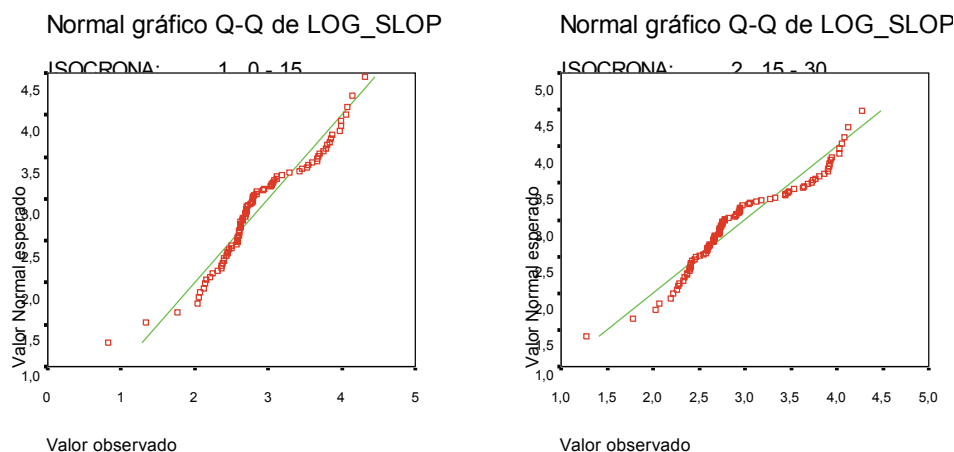 Normal gráfico Q-Q de LOG_SLOP
ISOCRONA: 1 0 - 15
4,5
4,0
3,5
3,0
2,5
2,0
1,5
1,0
Valor Normal esperado
0 1 2 3 4 5
Valor observado
Normal gráfico Q-Q de LOG_SLOP
ISOCRONA: 2 15 - 30
5,0
4,5
4,0
3,5
3,0
2,5
2,0
1,5
1,0
Valor Normal esperado
1,0 1,5 2,0 2,5 3,0 3,5 4,0 4,5 5,0
Valor observado